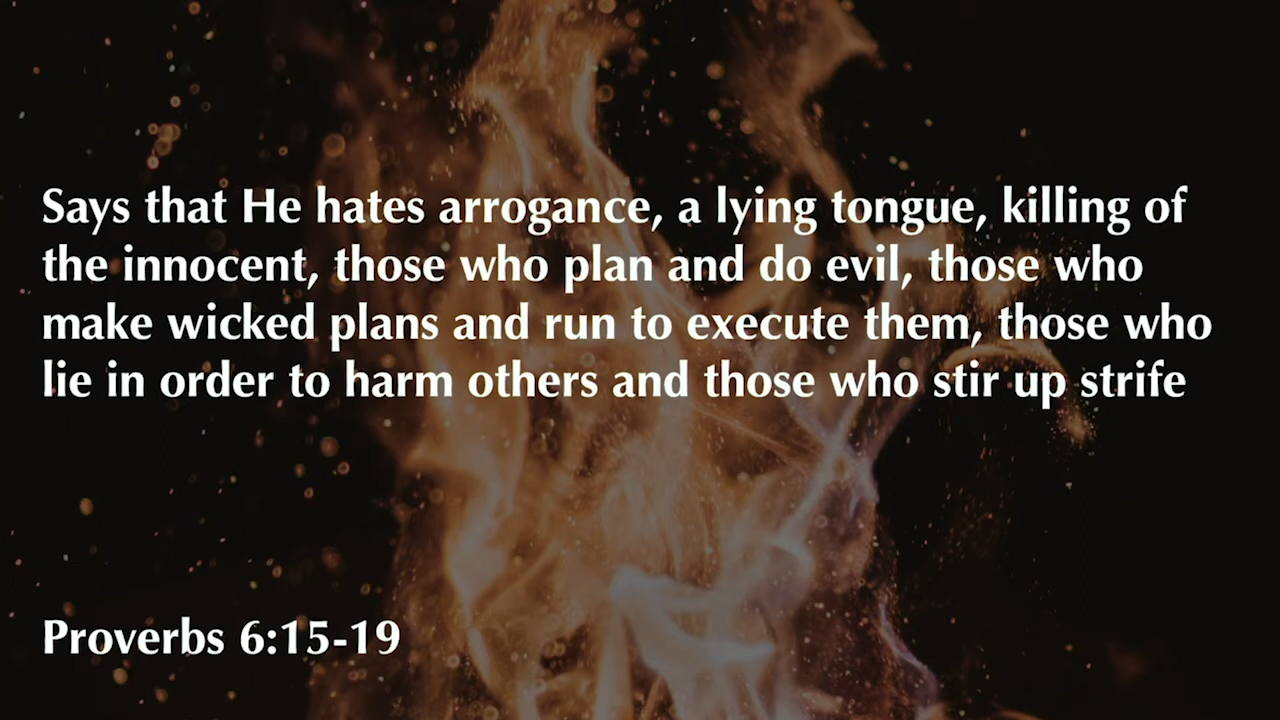 Says that He hates arrogance, a lying tongue, killing of
the innocent, those who plan and do evil, those who
make wicked plans and run to execute them, those who
lie in order to harm others and those who stir up strife
Proverbs 6:15-19